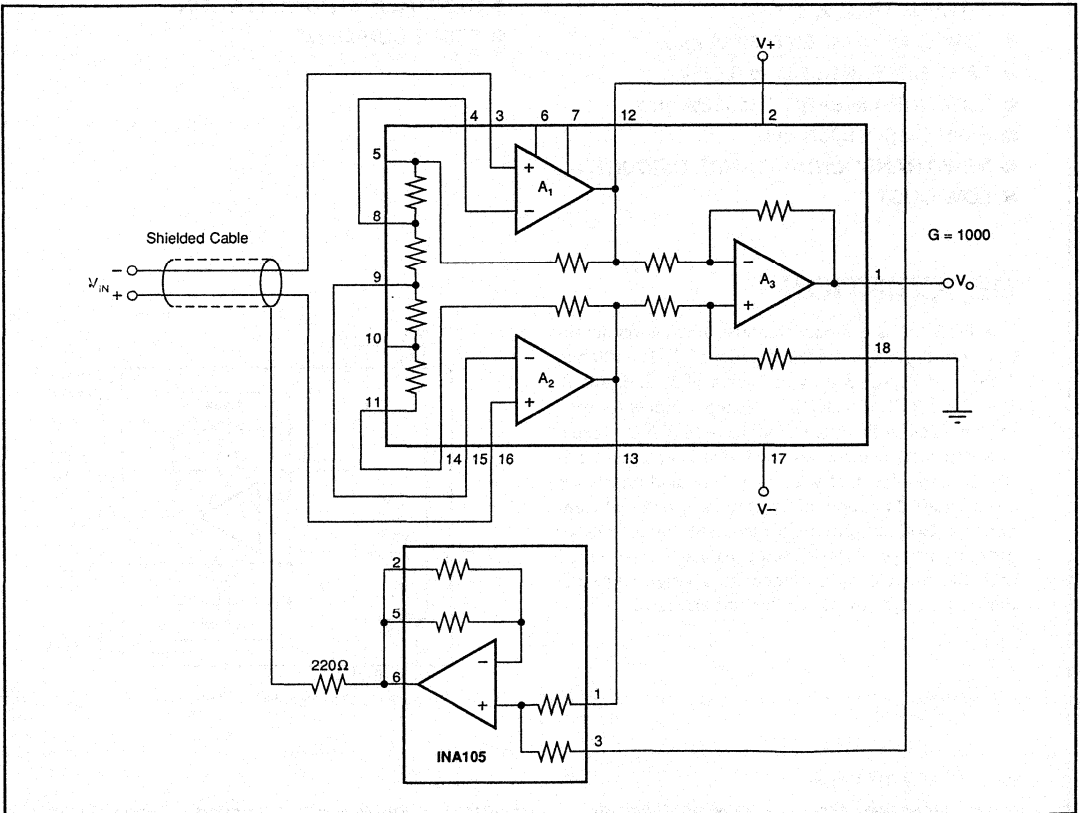 V+
4 3 6 7 12 2
5
+
A1
−
8
Shielded Cable
G = 1000
−
VIN
+
−
A3
+
1
VO
9
10
18
−
A2
+
11
14 15 16 13 17
V−
2
5
220Ω
6
−
+
1
3
INA105